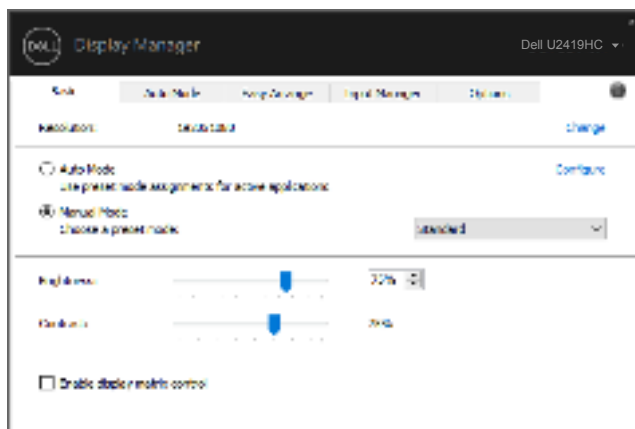 DELL Display Manager Dell U2419HC
Basic Auto Mode Easy Arrange Input Manager Options
Resolution: Change
Auto Mode Configure
Use preset mode assignments for active applications
Manual Mode
Choose a preset mode: Standard
Brightness:
Contrast:
Enable display matrix control